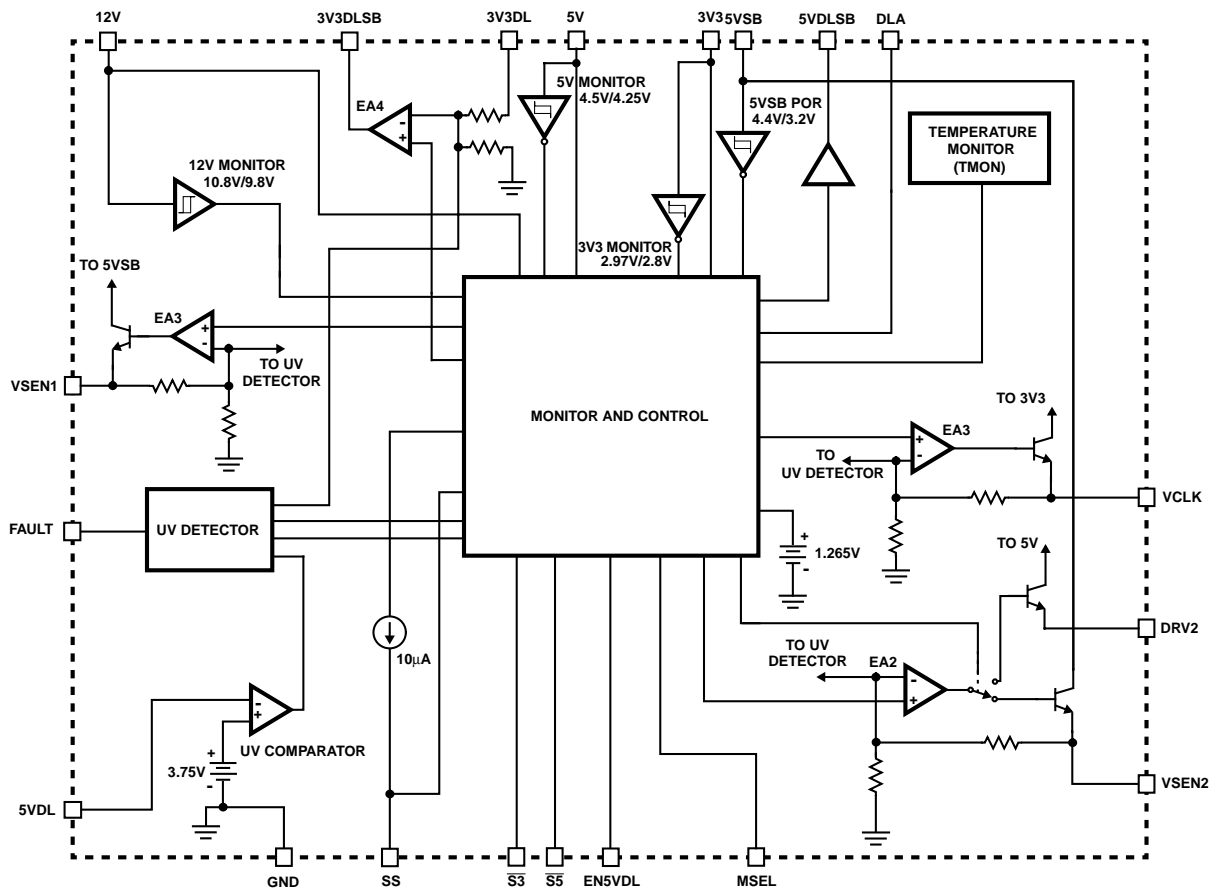 12V
3V3DLSB
3V3DL
5V
3V3
5VSB
5VDLSB
DLA
5V MONITOR
4.5V/4.25V
EA4
-
+
5VSB POR
4.4V/3.2V
TEMPERATURE
MONITOR
(TMON)
12V MONITOR
10.8V/9.8V
3V3 MONITOR
2.97V/2.8V
TO 5VSB
EA3
+
-
TO UV
DETECTOR
VSEN1
MONITOR AND CONTROL
TO 3V3
EA3
+
-
TO
UV DETECTOR
VCLK
FAULT
UV DETECTOR
+
1.265V
-
TO 5V
DRV2
10µA
TO UV
DETECTOR
EA2
-
+
-
+
UV COMPARATOR
+
3.75V
-
5VDL
VSEN2
GND
SS
S3
S5
EN5VDL
MSEL